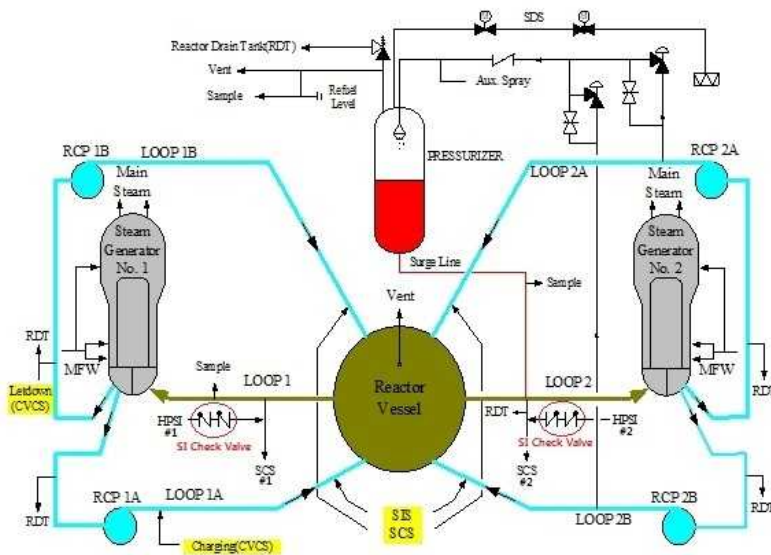 SDS
Reactor Drain Tank(RDT)
Vent
Sample
Refuel
Level
Aux. Spray
RCP 1B
LOOP 1B
PRESSURIZER
LOOP 2A
RCP 2A
Main
Steam
Main
Steam
Steam
Generator
No. 1
Steam
Generator
No. 2
Surge Line
Sample
Vent
RDT
MFW
Letdown
(CVCS)
Sample
LOOP 1
Reactor
Vessel
LOOP 2
RDT
MFW
RDT
HPSI
#1
SI Check Valve
SCS
#1
RDT
HPSI
#2
SI Check Valve
SCS
#2
RDT
RCP 1A
LOOP 1A
Charging(CVCS)
SIS
SCS
LOOP 2B
RCP 2B
RDT